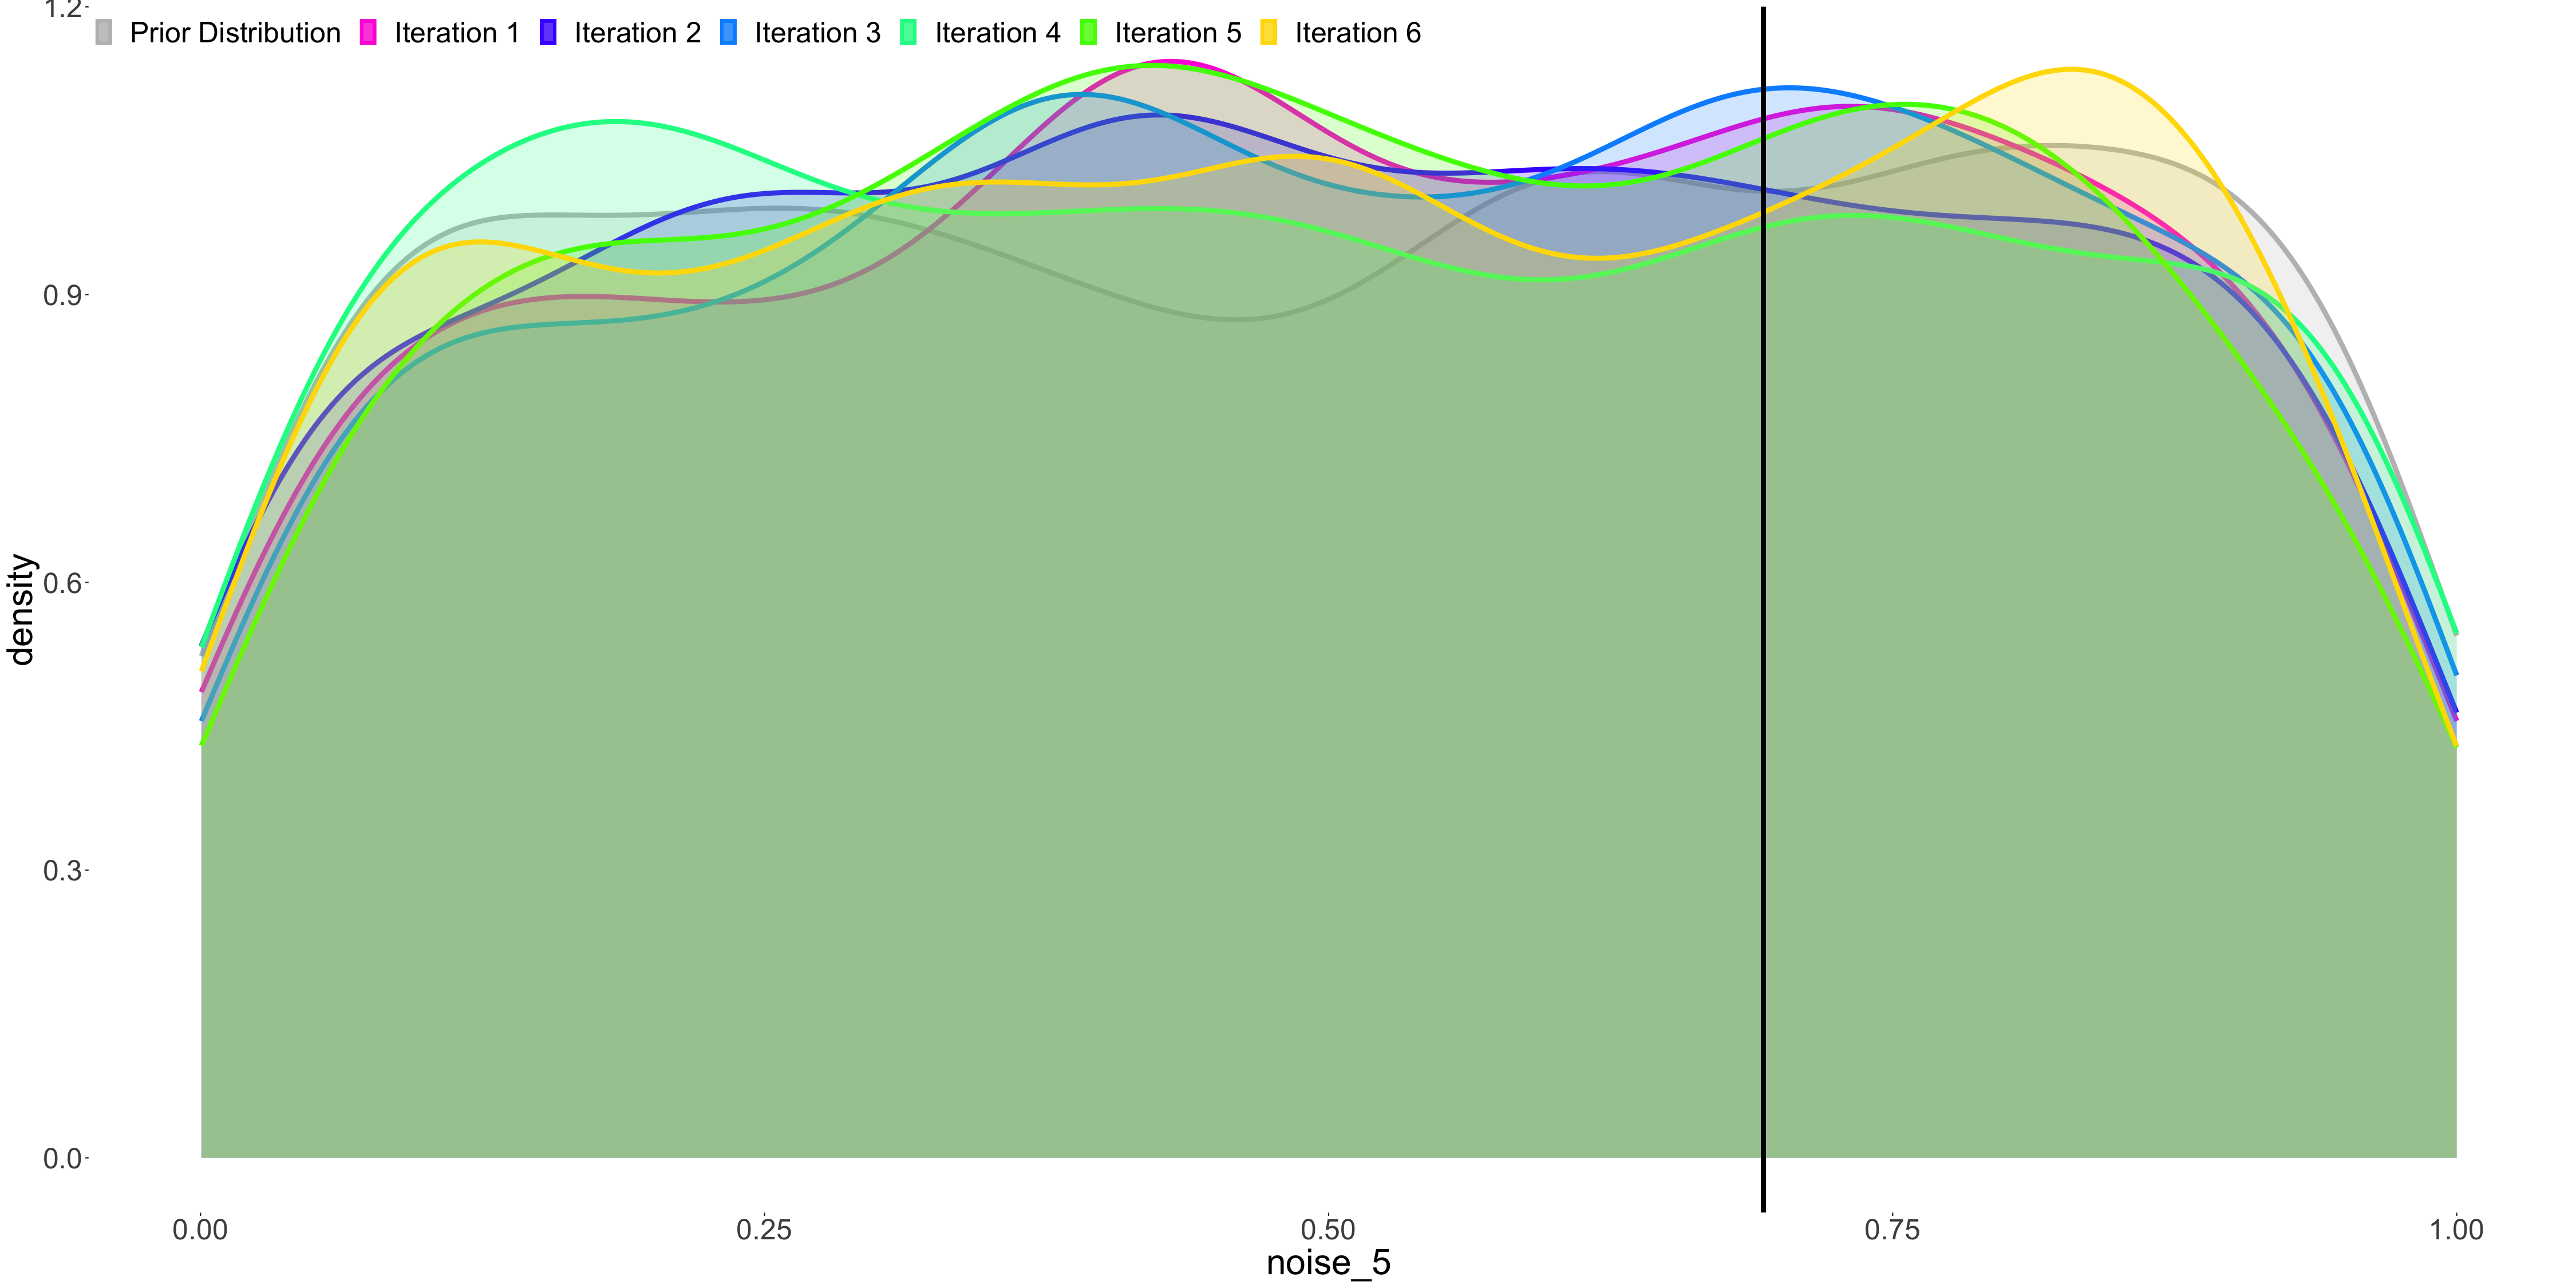 1.2
Prior Distribution Iteration 1 Iteration 2 Iteration 3 Iteration 4 Iteration 5 Iteration 6
0.9
0.6
density
0.3
0.0
0.00 0.25 0.50 0.75 1.00
noise_5